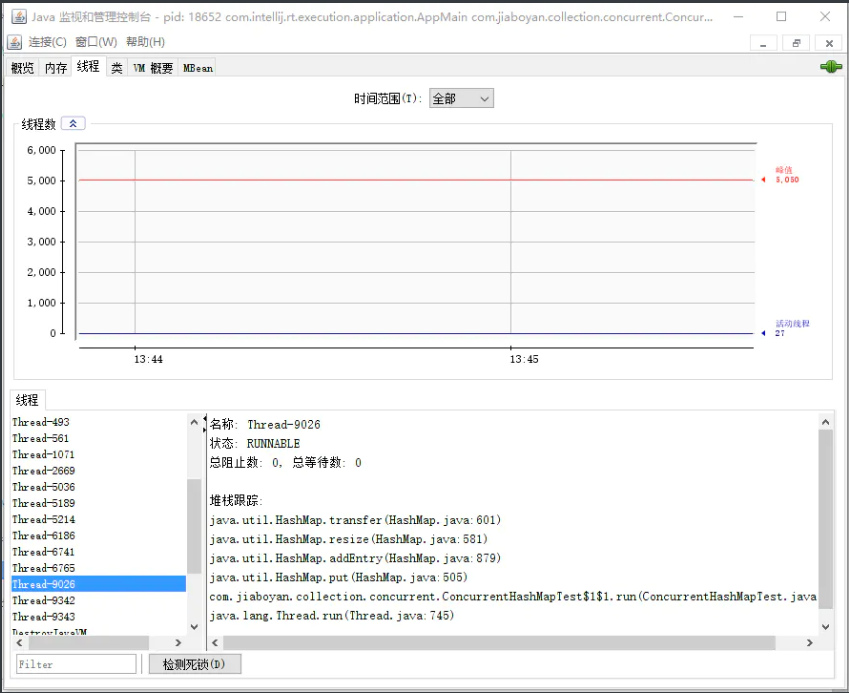 Java 监视和管理控制台 - pid: 18652 com.intellij.rt.execution.application.AppMain com.jiaboyan.collection.concurrent.Concur...
连接(C) 窗口(W) 帮助(H)
概览 内存 线程 类 VM 概要 MBean
时间范围(T): 全部
线程数
6,000
5,000
4,000
3,000
2,000
1,000
0
峰值
5,050
活动线程
27
13:44 13:45
线程
Thread-493
Thread-561
Thread-1071
Thread-2669
Thread-5036
Thread-5189
Thread-5214
Thread-6186
Thread-6741
Thread-6765
Thread-9026
Thread-9342
Thread-9343
DestroyJavaVM
名称: Thread-9026
状态: RUNNABLE
总阻止数: 0, 总等待数: 0
堆栈跟踪:
java.util.HashMap.transfer(HashMap.java:601)
java.util.HashMap.resize(HashMap.java:581)
java.util.HashMap.addEntry(HashMap.java:879)
java.util.HashMap.put(HashMap.java:505)
com.jiaboyan.collection.concurrent.ConcurrentHashMapTest$1$1.run(ConcurrentHashMapTest.java
java.lang.Thread.run(Thread.java:745)
Filter 检测死锁(D)